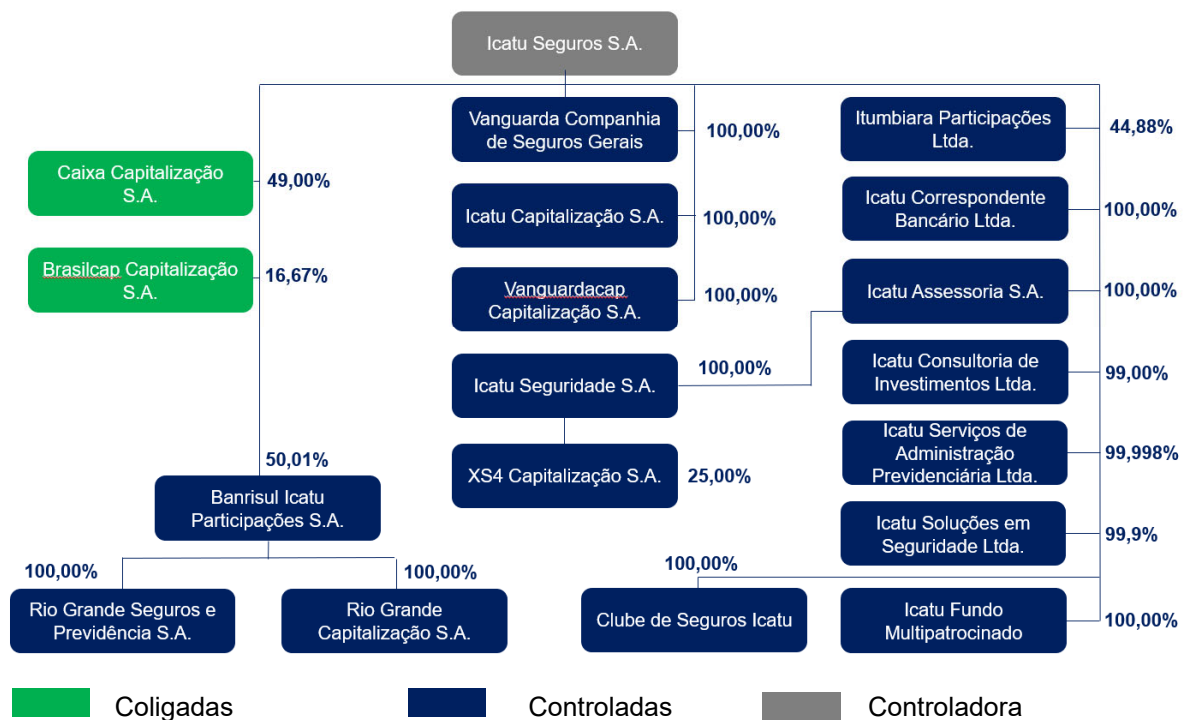 Icatu Seguros S.A.
Caixa Capitalização
S.A.
49,00%
Brasilcap Capitalização
S.A.
16,67%
50,01%
Banrisul Icatu
Participações S.A.
100,00%
Rio Grande Seguros e
Previdência S.A.
100,00%
Rio Grande
Capitalização S.A.
Vanguarda Companhia
de Seguros Gerais
100,00%
Icatu Capitalização S.A.
100,00%
Vanguardacap
Capitalização S.A.
100,00%
Icatu Seguridade S.A.
100,00%
XS4 Capitalização S.A.
25,00%
Itumbiara Participações
Ltda.
44,88%
Icatu Correspondente
Bancário Ltda.
100,00%
Icatu Assessoria S.A.
100,00%
Icatu Consultoria de
Investimentos Ltda.
99,00%
Icatu Serviços de
Administração
Previdenciária Ltda.
99,998%
Icatu Soluções em
Seguridade Ltda.
99,9%
100,00%
Clube de Seguros Icatu
Icatu Fundo
Multipatrocinado
100,00%
Coligadas
Controladas
Controladora